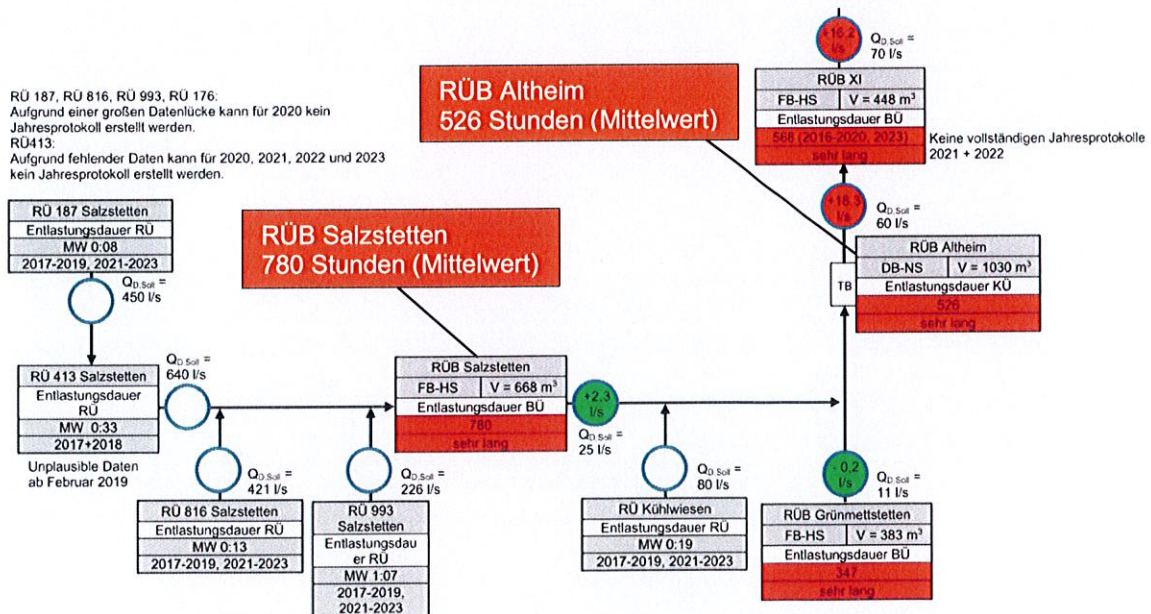 +16,2
l/s
Q D,Soll =
70 l/s
RÜB XI
FB-HS V = 448 m³
Entlastungsdauer BÜ
568 (2016-2020, 2023)
sehr lang
Keine vollständigen Jahresprotokolle
2021 + 2022
RÜB Altheim
526 Stunden (Mittelwert)
RÜ 187, RÜ 816, RÜ 993, RÜ 176:
Aufgrund einer großen Datenlücke kann für 2020 kein
Jahresprotokoll erstellt werden.
RÜ413:
Aufgrund fehlender Daten kann für 2020, 2021, 2022 und 2023
kein Jahresprotokoll erstellt werden.
+18,3
l/s
Q D,Soll =
60 l/s
RÜ 187 Salzstetten
Entlastungsdauer RÜ
MW 0:08
2017-2019, 2021-2023
RÜB Salzstetten
780 Stunden (Mittelwert)
RÜB Altheim
DB-NS V = 1030 m³
Entlastungsdauer KÜ
526
sehr lang
TB
Q D,Soll =
450 l/s
RÜ 413 Salzstetten
Entlastungsdauer
RÜ
MW 0:33
2017+2018
Unplausible Daten
ab Februar 2019
Q D,Soll =
640 l/s
RÜB Salzstetten
FB-HS V = 668 m³
Entlastungsdauer BÜ
780
sehr lang
+2,3
l/s
Q D,Soll =
25 l/s
Q D,Soll =
421 l/s
RÜ 816 Salzstetten
Entlastungsdauer RÜ
MW 0:13
2017-2019, 2021-2023
Q D,Soll =
226 l/s
RÜ 993
Salzstetten
Entlastungsdau
er RÜ
MW 1:07
2017-2019,
2021-2023
Q D,Soll =
80 l/s
RÜ Kühlwiesen
Entlastungsdauer RÜ
MW 0:19
2017-2019, 2021-2023
- 0,2
l/s
Q D,Soll =
11 l/s
RÜB Grünmettstetten
FB-HS V = 383 m³
Entlastungsdauer BÜ
347
sehr lang